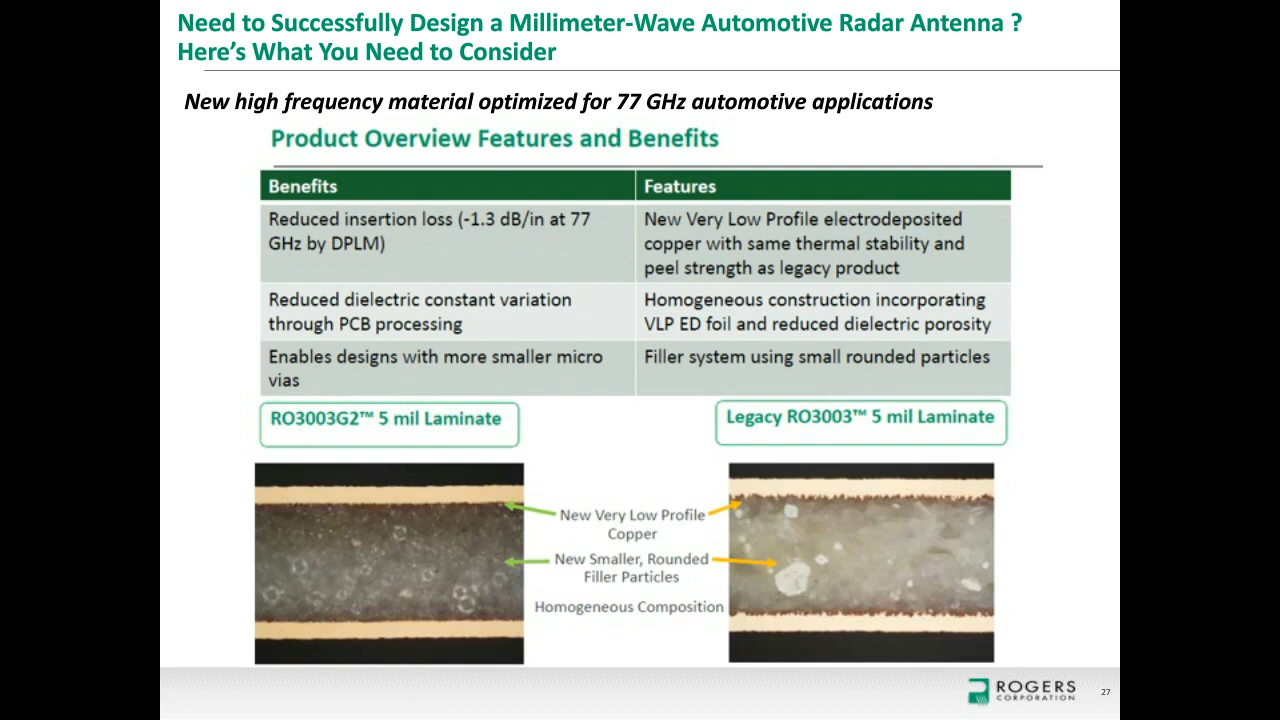 Need to Successfully Design a Millimeter-Wave Automotive Radar Antenna ?
Here's What You Need to Consider
New high frequency material optimized for 77 GHz automotive applications
Product Overview Features and Benefits
Benefits
Features
Reduced insertion loss (-1.3 dB/in at 77
GHz by DPLM)
New Very Low Profile electrodeposited
copper with same thermal stability and
peel strength as legacy product
Reduced dielectric constant variation
through PCB processing
Homogeneous construction incorporating
VLP ED foil and reduced dielectric porosity
Enables designs with more smaller micro
vias
Filler system using small rounded particles
RO3003G2™ 5 mil Laminate
Legacy RO3003™ 5 mil Laminate
New Very Low Profile
Copper
New Smaller, Rounded
Filler Particles
Homogeneous Composition
ROGERS
CORPORATION
27